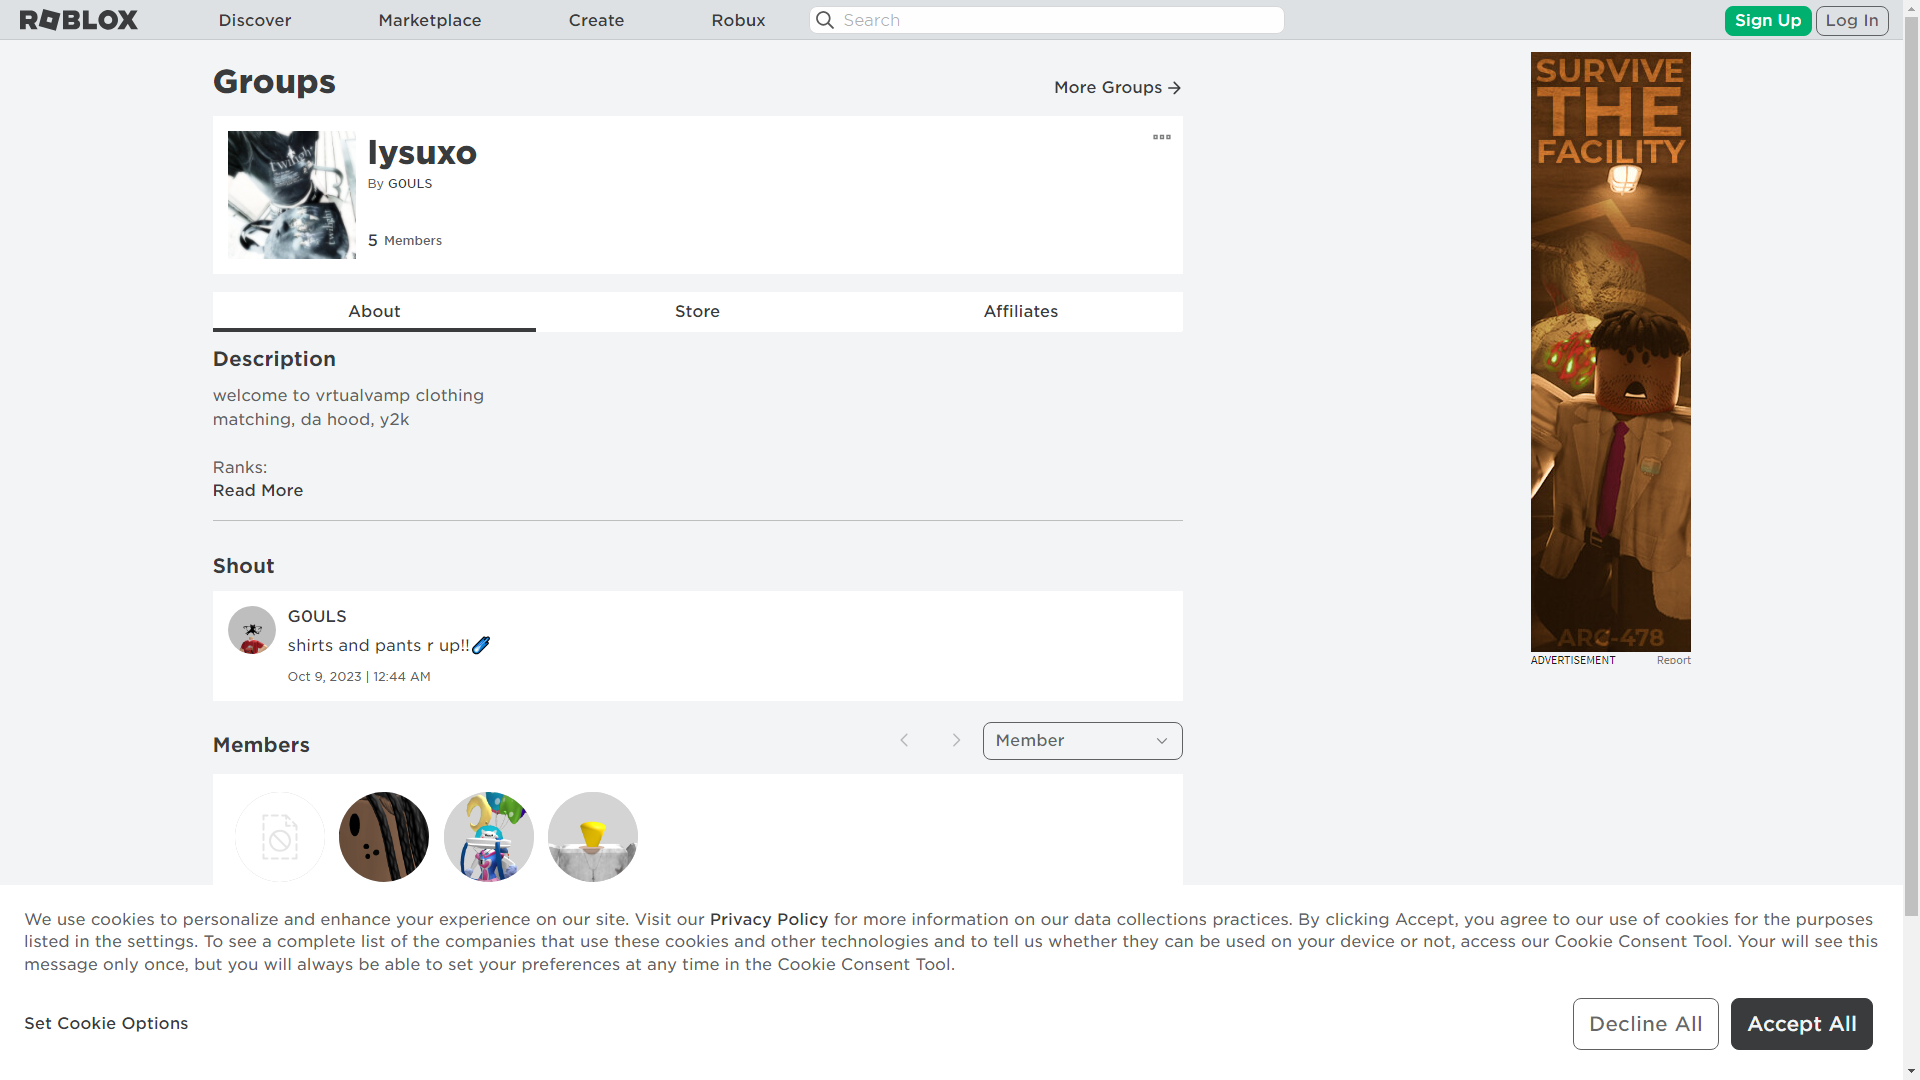 ROBLOX
Discover
Marketplace
Create
Robux
Search
Sign Up
Log In
Groups
More Groups
lysuxo
By G0ULS
5 Members
twilight
twilight
About
Store
Affiliates
Description
welcome to vrtualvamp clothing
matching, da hood, y2k
Ranks:
Read More
Shout
G0ULS
shirts and pants r up!!
Oct 9, 2023 | 12:44 AM
Members
Member
SURVIVE
THE
FACILITY
ARC-478
ADVERTISEMENT
Report
We use cookies to personalize and enhance your experience on our site. Visit our Privacy Policy for more information on our data collections practices. By clicking Accept, you agree to our use of cookies for the purposes
listed in the settings. To see a complete list of the companies that use these cookies and other technologies and to tell us whether they can be used on your device or not, access our Cookie Consent Tool. Your will see this
message only once, but you will always be able to set your preferences at any time in the Cookie Consent Tool.
Set Cookie Options
Decline All
Accept All